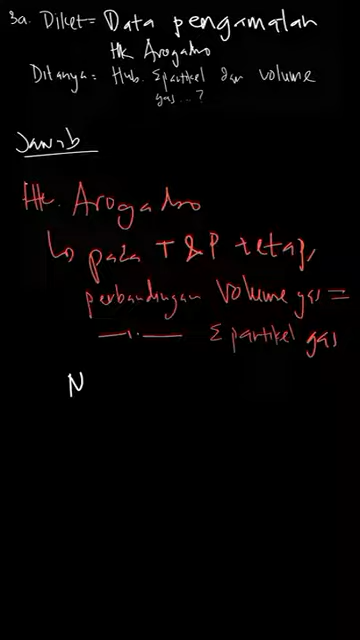 3a. Diket = Data pengamatan
Hk Avogadro
Ditanya = Hub. Σpartikel dan volume
gas...?
Jawab
Hk. Avogadro
↳ pada T & P tetap,
perbandingan volume gas =
—"— Σ partikel gas
N